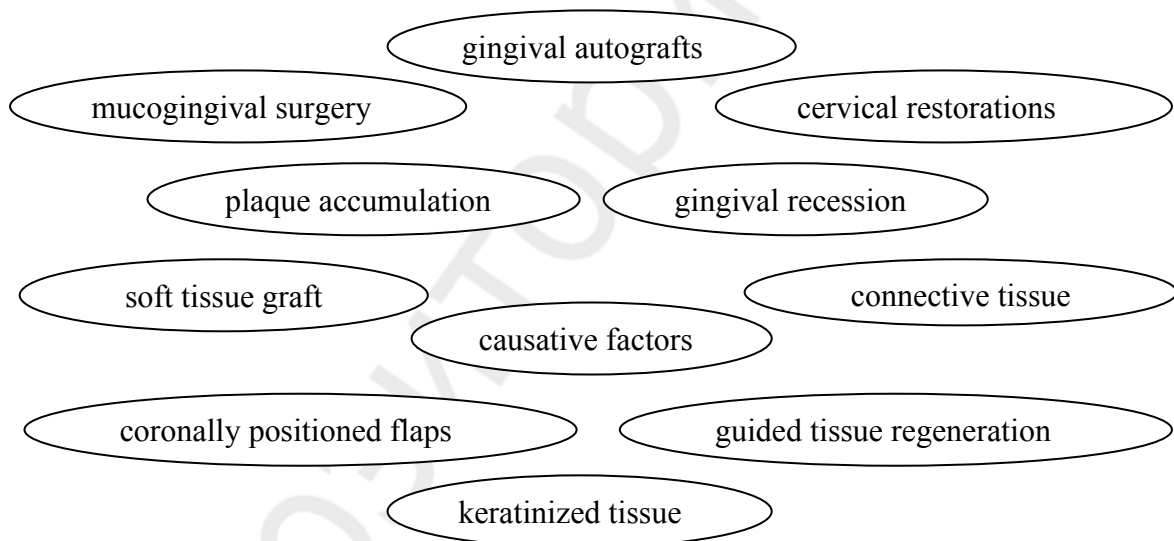 gingival autografts
mucogingival surgery
cervical restorations
plaque accumulation
gingival recession
soft tissue graft
connective tissue
causative factors
coronally positioned flaps
guided tissue regeneration
keratinized tissue